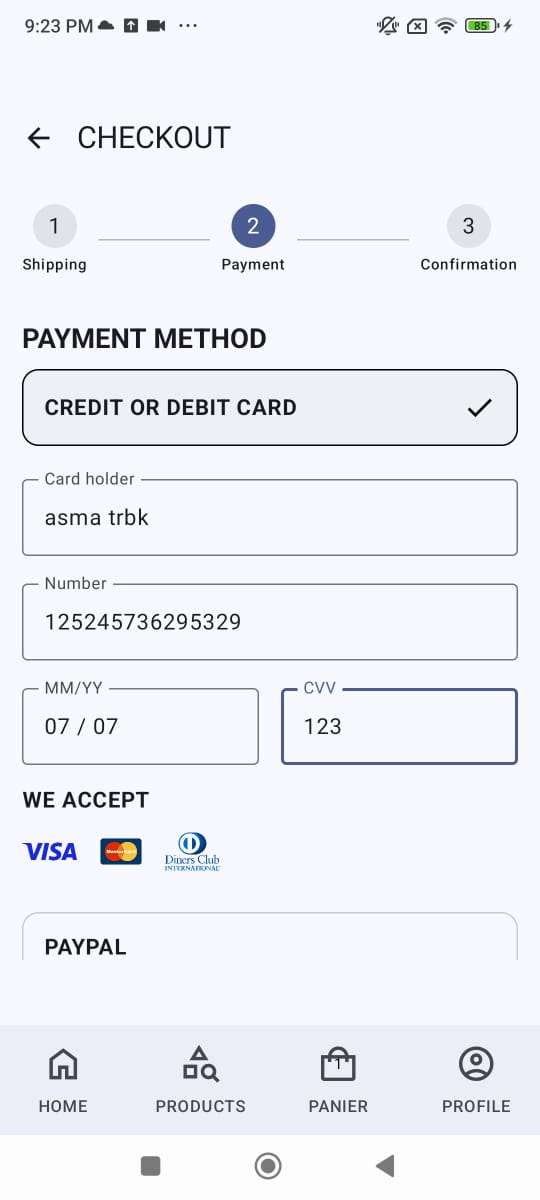 9:23 PM
85
CHECKOUT
1 2 3
Shipping Payment Confirmation
PAYMENT METHOD
CREDIT OR DEBIT CARD
Card holder
asma trbk
Number
125245736295329
MM/YY CVV
07 / 07 123
WE ACCEPT
VISA MasterCard Diners Club
INTERNATIONAL
PAYPAL
1
HOME PRODUCTS PANIER PROFILE